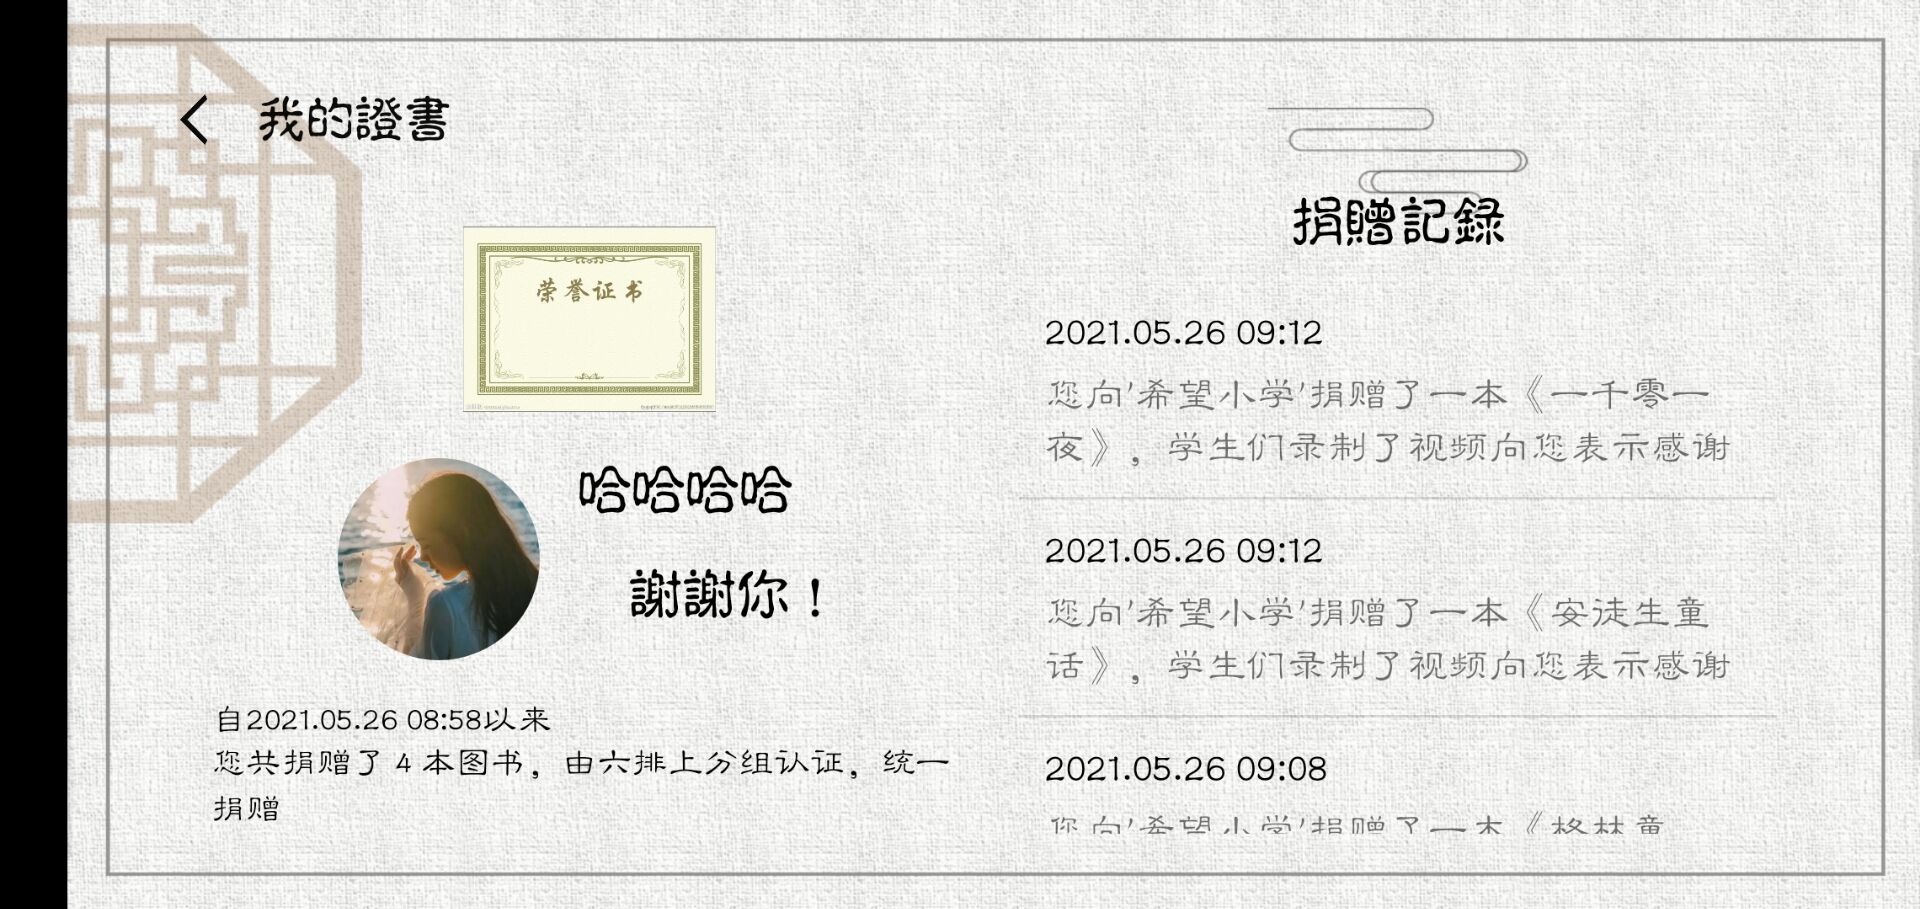 我的證書
荣誉证书
哈哈哈哈
謝謝你！
自2021.05.26 08:58以来
您共捐赠了 4 本图书，由六排上分组认证，统一
捐赠
捐贈記錄
2021.05.26 09:12
您向'希望小学'捐赠了一本《一千零一
夜》，学生们录制了视频向您表示感谢
2021.05.26 09:12
您向'希望小学'捐赠了一本《安徒生童
话》，学生们录制了视频向您表示感谢
2021.05.26 09:08
您向'希望小学'捐赠了一本《格林童